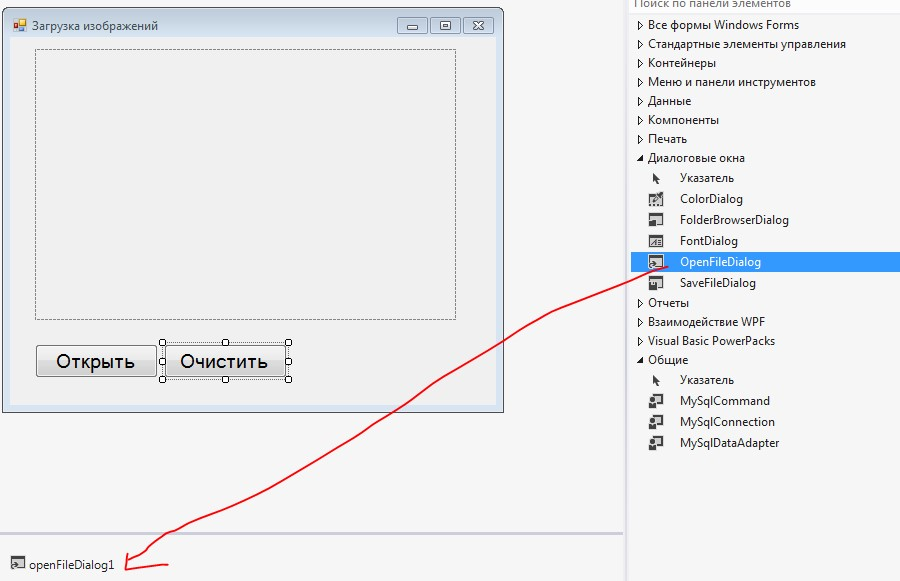 Загрузка изображений
Открыть
Очистить
openFileDialog1
Поиск по панели элементов
Все формы Windows Forms
Стандартные элементы управления
Контейнеры
Меню и панели инструментов
Данные
Компоненты
Печать
Диалоговые окна
Указатель
ColorDialog
FolderBrowserDialog
FontDialog
OpenFileDialog
SaveFileDialog
Отчеты
Взаимодействие WPF
Visual Basic PowerPacks
Общие
Указатель
MySqlCommand
MySqlConnection
MySqlDataAdapter